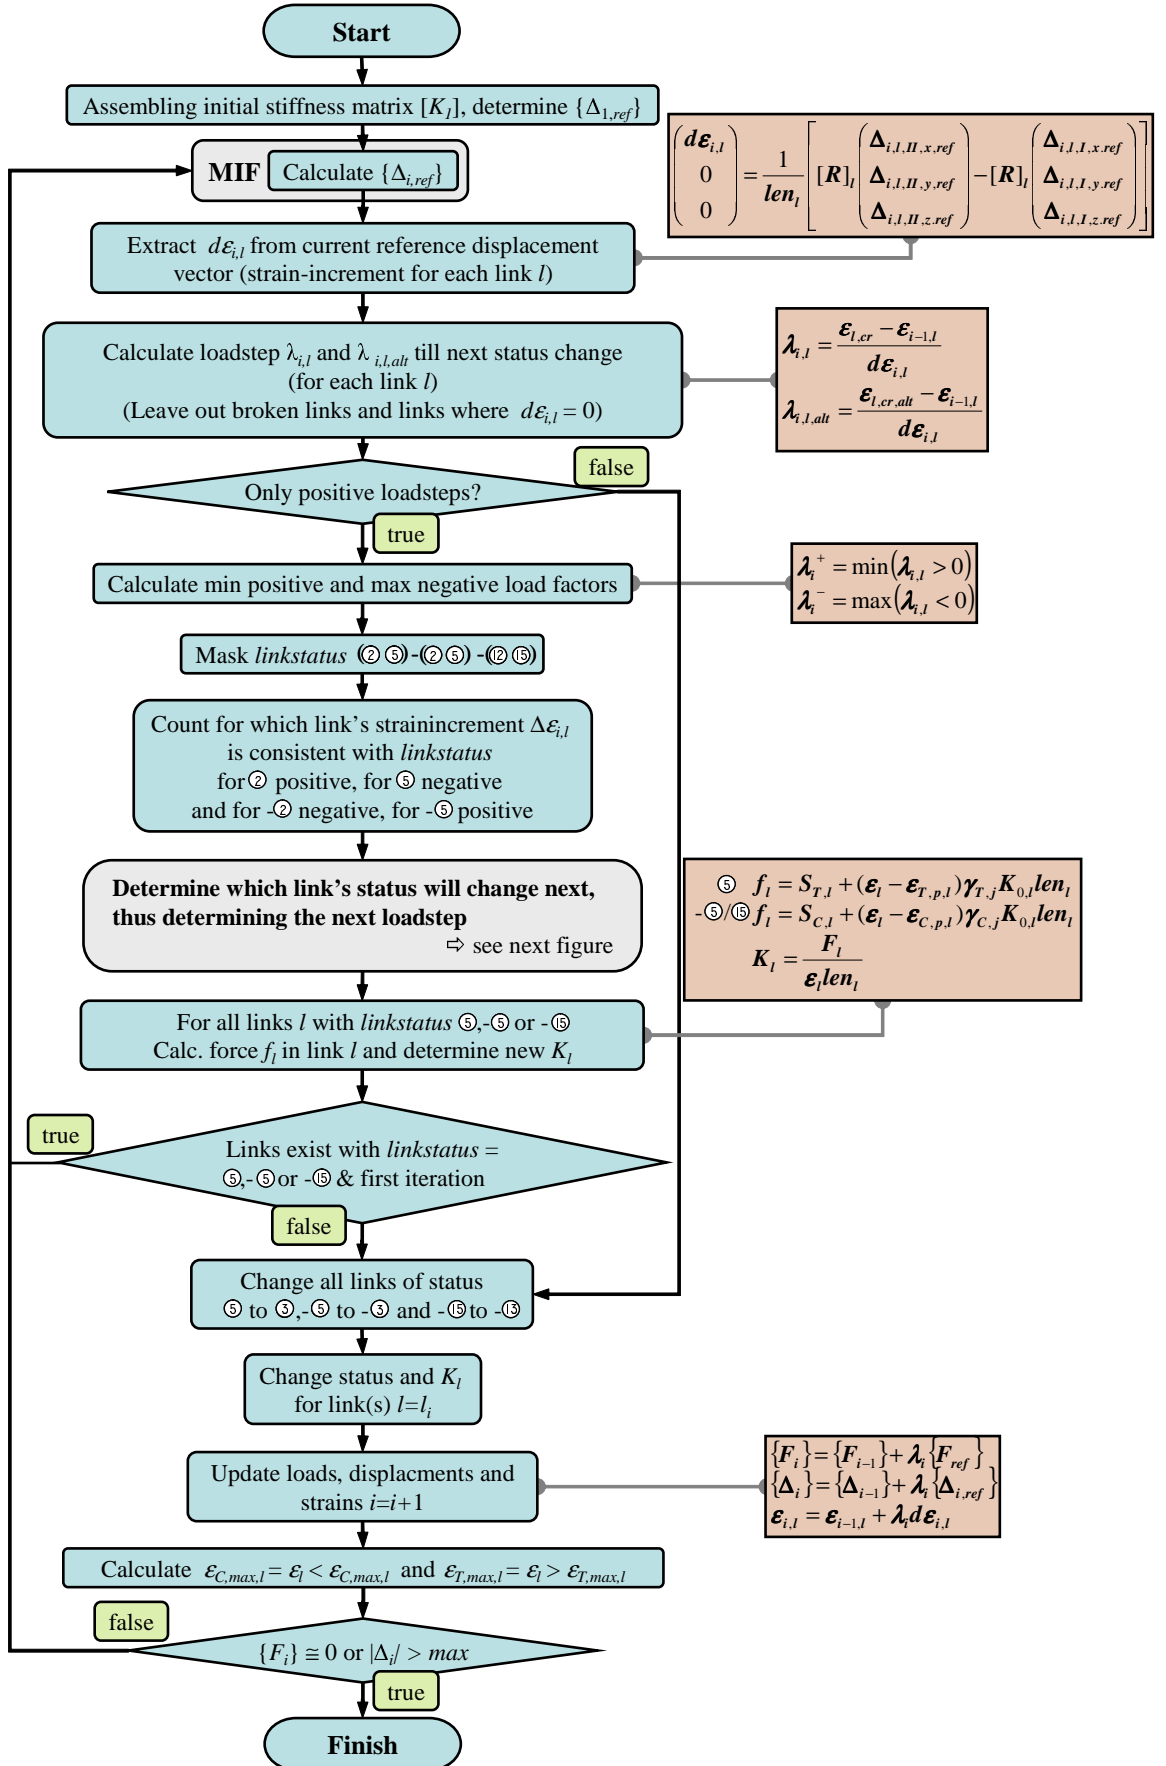 Start
Assembling initial stiffness matrix [K_I], determine {Δ_1,ref}
MIF Calculate {Δ_i,ref}
(dε_i,l 0 0) = 1/len_l [ [R]_l (Δ_i,l,II,x,ref Δ_i,l,II,y,ref Δ_i,l,II,z.ref) − [R]_l (Δ_i,l,I,x.ref Δ_i,l,I,y.ref Δ_i,l,I,z.ref) ]
Extract dε_i,l from current reference displacement
vector (strain-increment for each link l)
Calculate loadstep λ_i,l and λ_i,l,alt till next status change
(for each link l)
(Leave out broken links and links where dε_i,l = 0)
λ_i,l = (ε_l,cr − ε_i−1,l) / dε_i,l
λ_i,l,alt = (ε_l,cr,alt − ε_i−1,l) / dε_i,l
false
Only positive loadsteps?
true
Calculate min positive and max negative load factors
λ_i^+ = min(λ_i,l > 0)
λ_i^− = max(λ_i,l < 0)
Mask linkstatus (② ⑤) -(② ⑤) -(⑫ ⑮)
Count for which link's strainincrement Δε_i,l
is consistent with linkstatus
for ② positive, for ⑤ negative
and for -② negative, for -⑤ positive
Determine which link's status will change next,
thus determining the next loadstep
⇨ see next figure
⑤ f_l = S_T,l + (ε_l − ε_T,p,l)γ_T,j K_0,l len_l
-⑤/⑮ f_l = S_C,l + (ε_l − ε_C,p,l)γ_C,j K_0,l len_l
K_l = F_l / ε_l len_l
For all links l with linkstatus ⑤,-⑤ or -⑮
Calc. force f_l in link l and determine new K_l
true
Links exist with linkstatus =
⑤,-⑤ or -⑮ & first iteration
false
Change all links of status
⑤ to ③,-⑤ to -③ and -⑮ to -⑬
Change status and K_l
for link(s) l=l_i
Update loads, displacments and
strains i=i+1
{F_i} = {F_i−1} + λ_i {F_ref}
{Δ_i} = {Δ_i−1} + λ_i {Δ_i,ref}
ε_i,l = ε_i−1,l + λ_i dε_i,l
Calculate ε_C,max,l = ε_l < ε_C,max,l and ε_T,max,l = ε_l > ε_T,max,l
false
{F_i} ≅ 0 or |Δ_i| > max
true
Finish